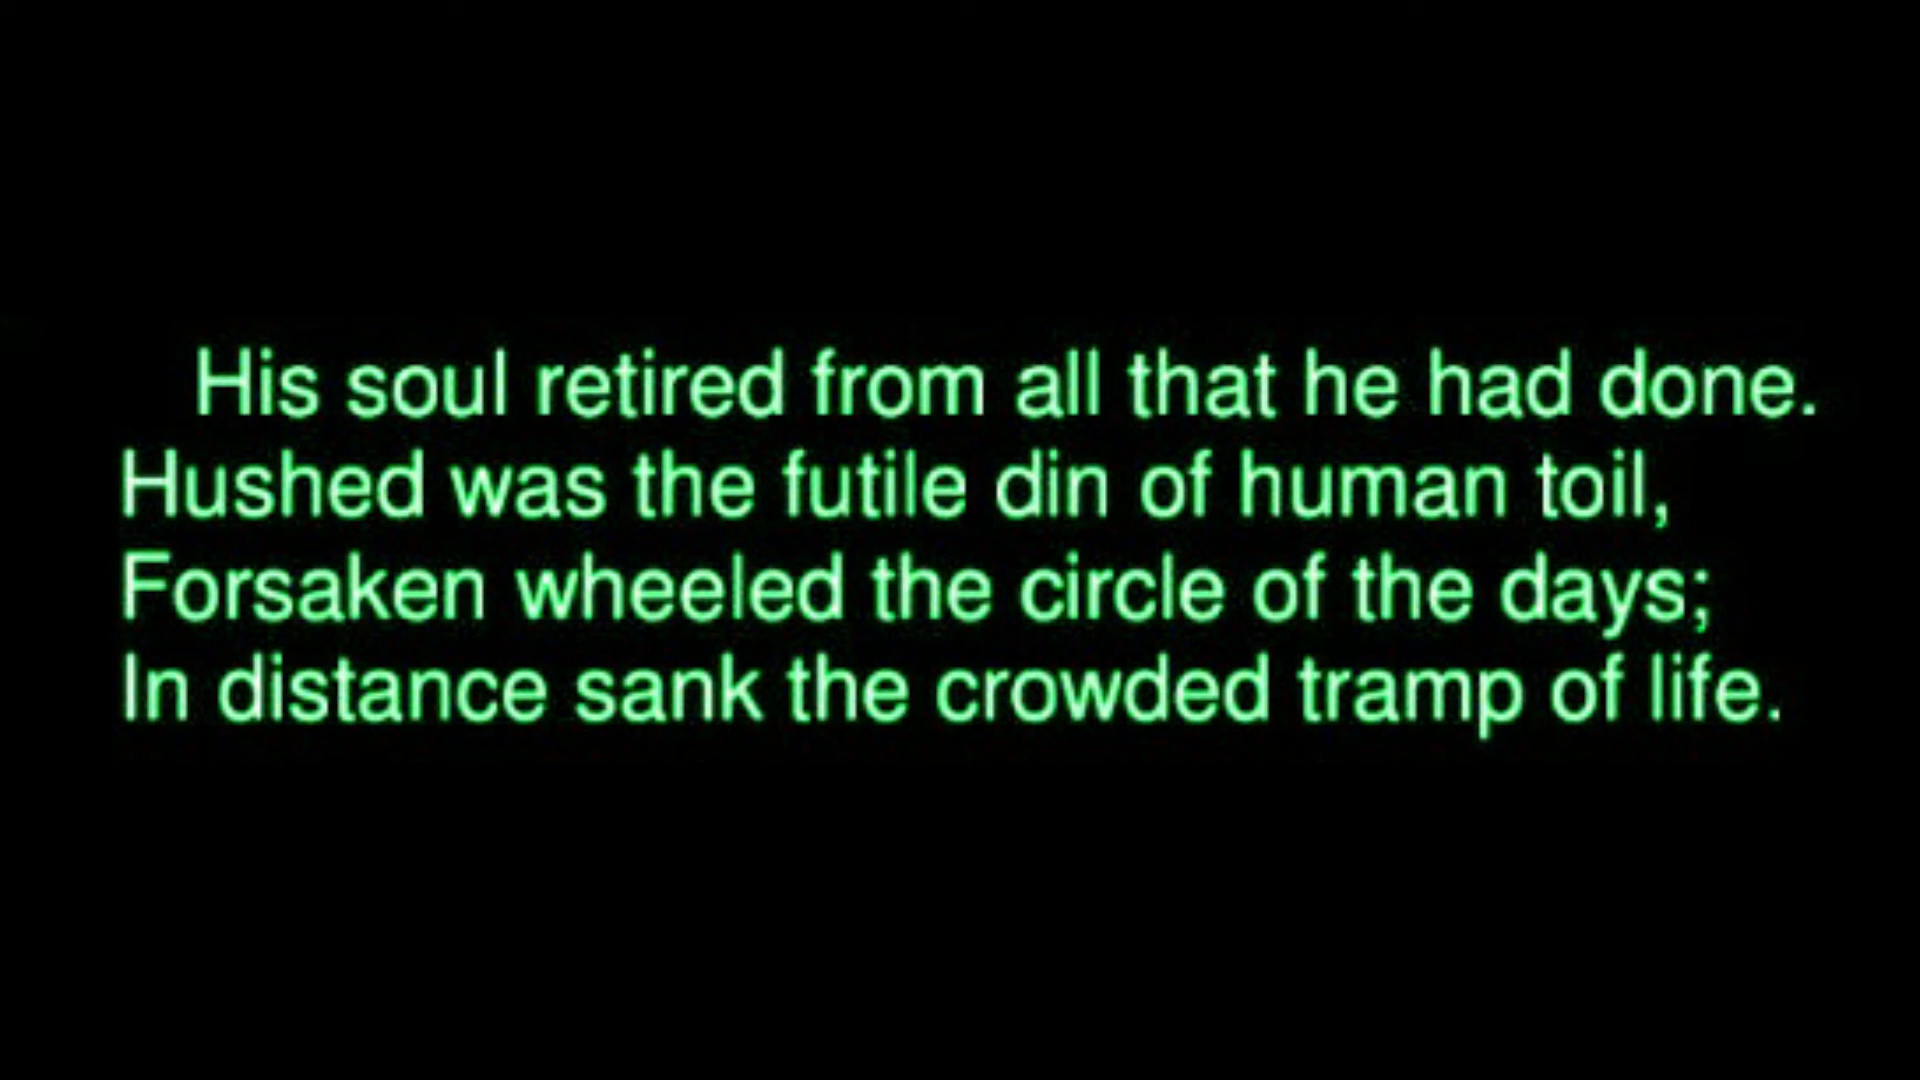 His soul retired from all that he had done.
Hushed was the futile din of human toil,
Forsaken wheeled the circle of the days;
In distance sank the crowded tramp of life.